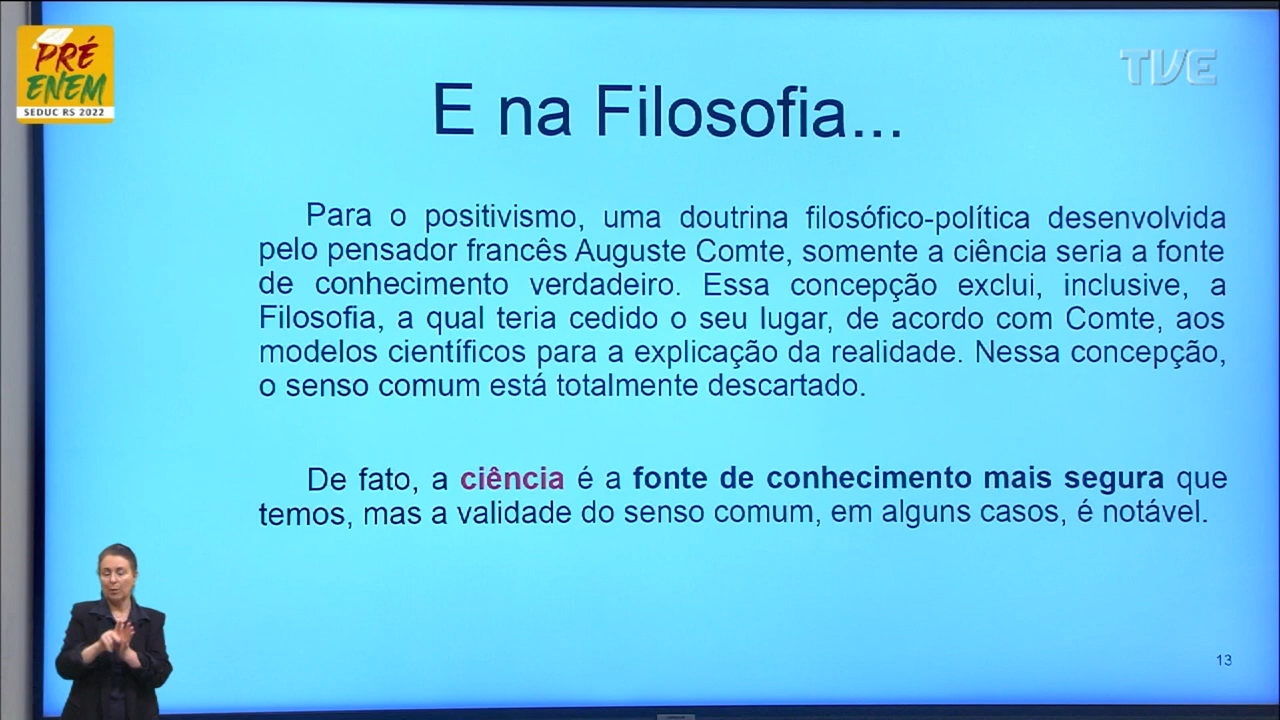 PRÉ
ENEM
SEDUC RS 2022
TVE
E na Filosofia...
Para o positivismo, uma doutrina filosófico-política desenvolvida
pelo pensador francês Auguste Comte, somente a ciência seria a fonte
de conhecimento verdadeiro. Essa concepção exclui, inclusive, a
Filosofia, a qual teria cedido o seu lugar, de acordo com Comte, aos
modelos científicos para a explicação da realidade. Nessa concepção,
o senso comum está totalmente descartado.
De fato, a ciência é a fonte de conhecimento mais segura que
temos, mas a validade do senso comum, em alguns casos, é notável.
13